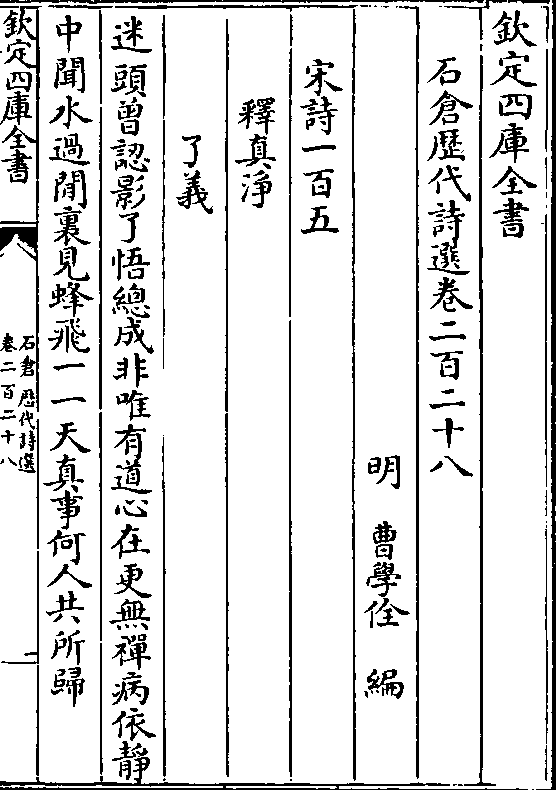 欽定四庫全書
石倉歴代詩選卷二百二十八
明　曹學佺　編
宋詩一百五
釋真淨
了義
迷頭曾認影了悟總成非唯有道心在更無禪病依靜
中聞水過閒裏見蜂飛一一天真事何人共所歸
欽定四庫全書
石倉歴代詩選
卷二百二十八
一